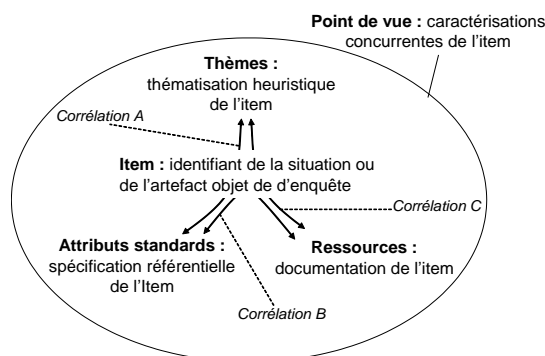 Point de vue : caractérisations
concurrentes de l'item
Thèmes :
thématisation heuristique
de l'item
Corrélation A
Item : identifiant de la situation ou
de l'artefact objet de d'enquête
Corrélation C
Attributs standards :
spécification référentielle
de l'Item
Ressources :
documentation de l'item
Corrélation B